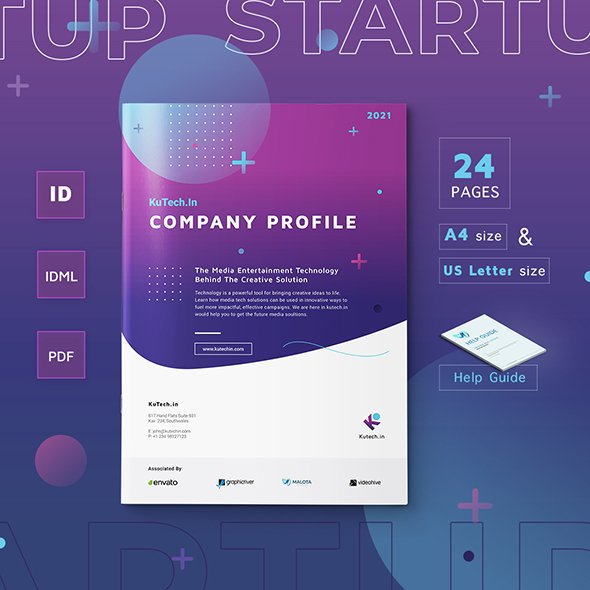 TUP STARTU
2021
KuTech.In
COMPANY PROFILE
The Media Entertainment Technology
Behind The Creative Solution
Technology is a powerful tool for bringing creative ideas to life.
Learn how media tech solutions can be used in innovative ways to
fuel more impactful, effective campaigns. We are here in kutech.in
would help you to get the future media soultions.
www.kutechin.com
KuTech.in
817 Hand Flats Suite 931
Kav. 234, Southwales
E: john@kutechin.com
P: +1 234 98127123
Kutech.in
Associated By
envato
graphicriver
MALOTA
videohive
ID
IDML
PDF
24
PAGES
A4 size &
US Letter size
HELP GUIDE
Help Guide
ARTUP